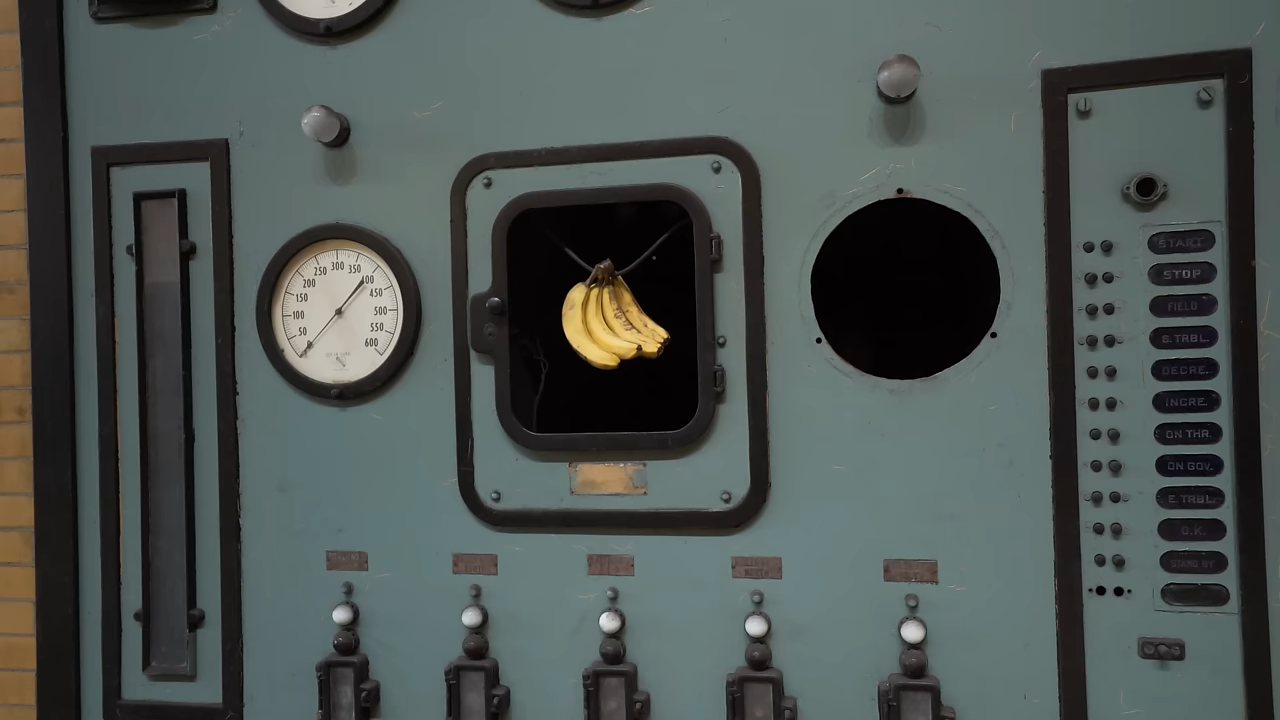 50
100
150
200
250
300
350
400
450
500
550
600
START
STOP
FIELD
S.TRBL.
DECRE.
INCRE.
ON THR.
ON GOV.
E.TRBL.
O.K.
STAND BY